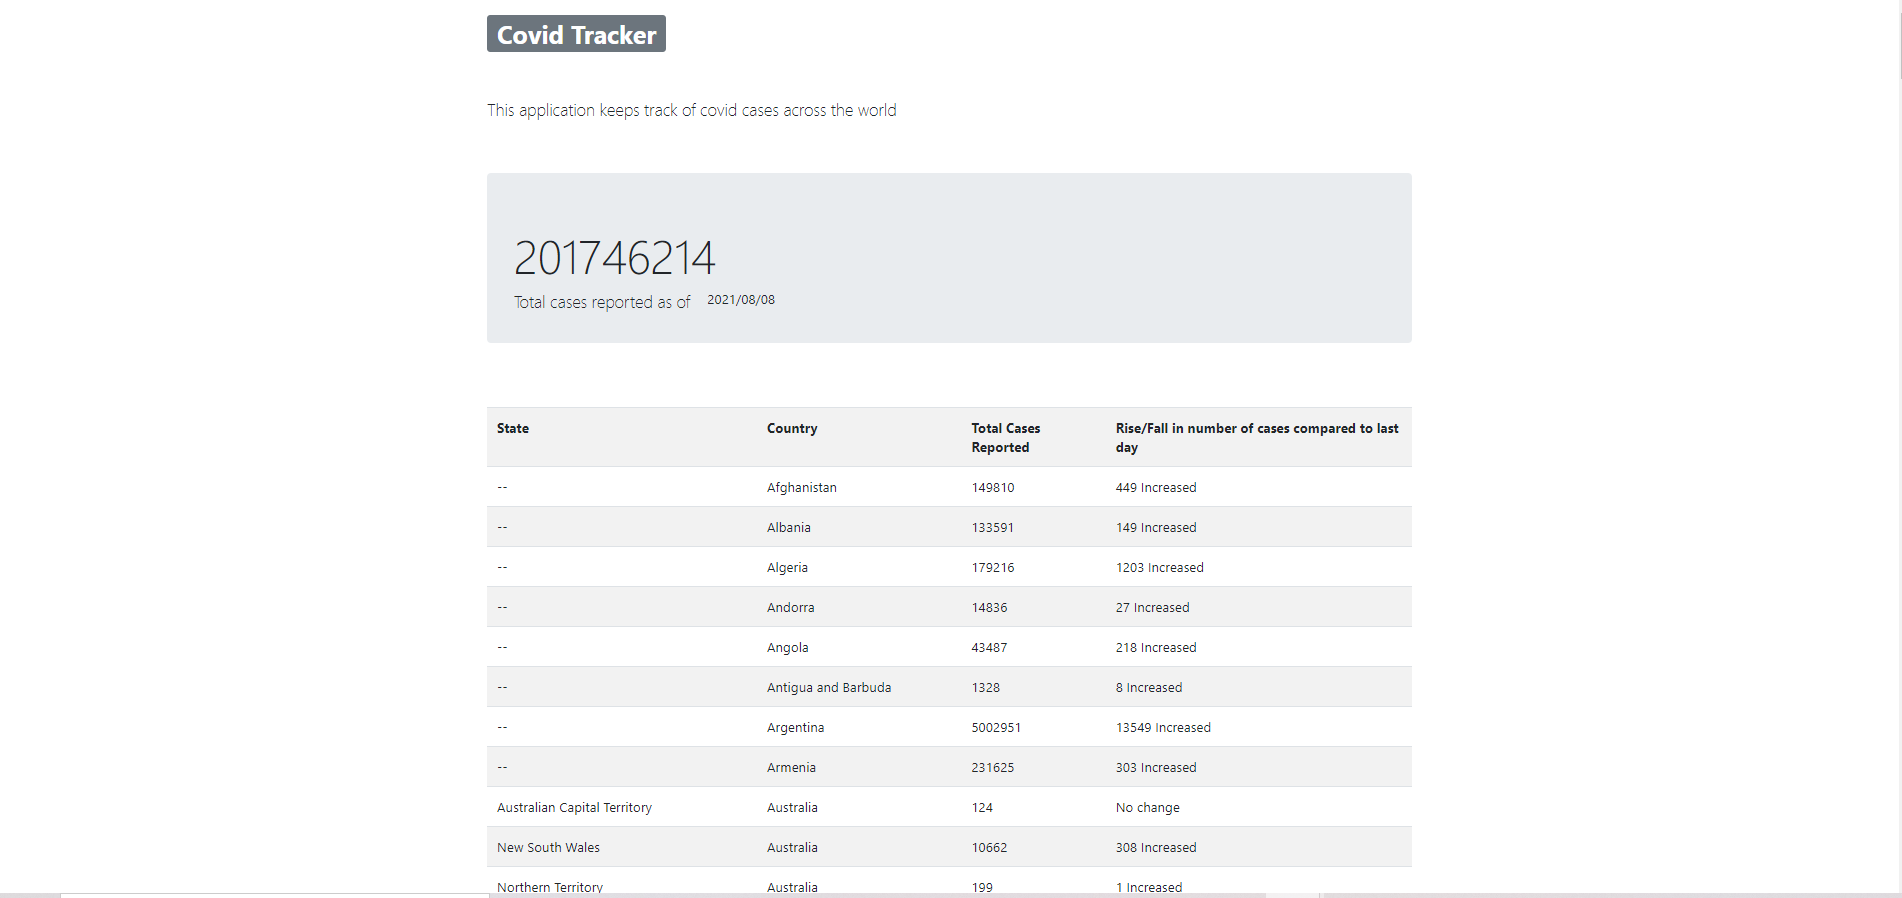 Covid Tracker
This application keeps track of covid cases across the world
201746214
Total cases reported as of 2021/08/08
State Country Total Cases Reported Rise/Fall in number of cases compared to last day
-- Afghanistan 149810 449 Increased
-- Albania 133591 149 Increased
-- Algeria 179216 1203 Increased
-- Andorra 14836 27 Increased
-- Angola 43487 218 Increased
-- Antigua and Barbuda 1328 8 Increased
-- Argentina 5002951 13549 Increased
-- Armenia 231625 303 Increased
Australian Capital Territory Australia 124 No change
New South Wales Australia 10662 308 Increased
Northern Territory Australia 199 1 Increased